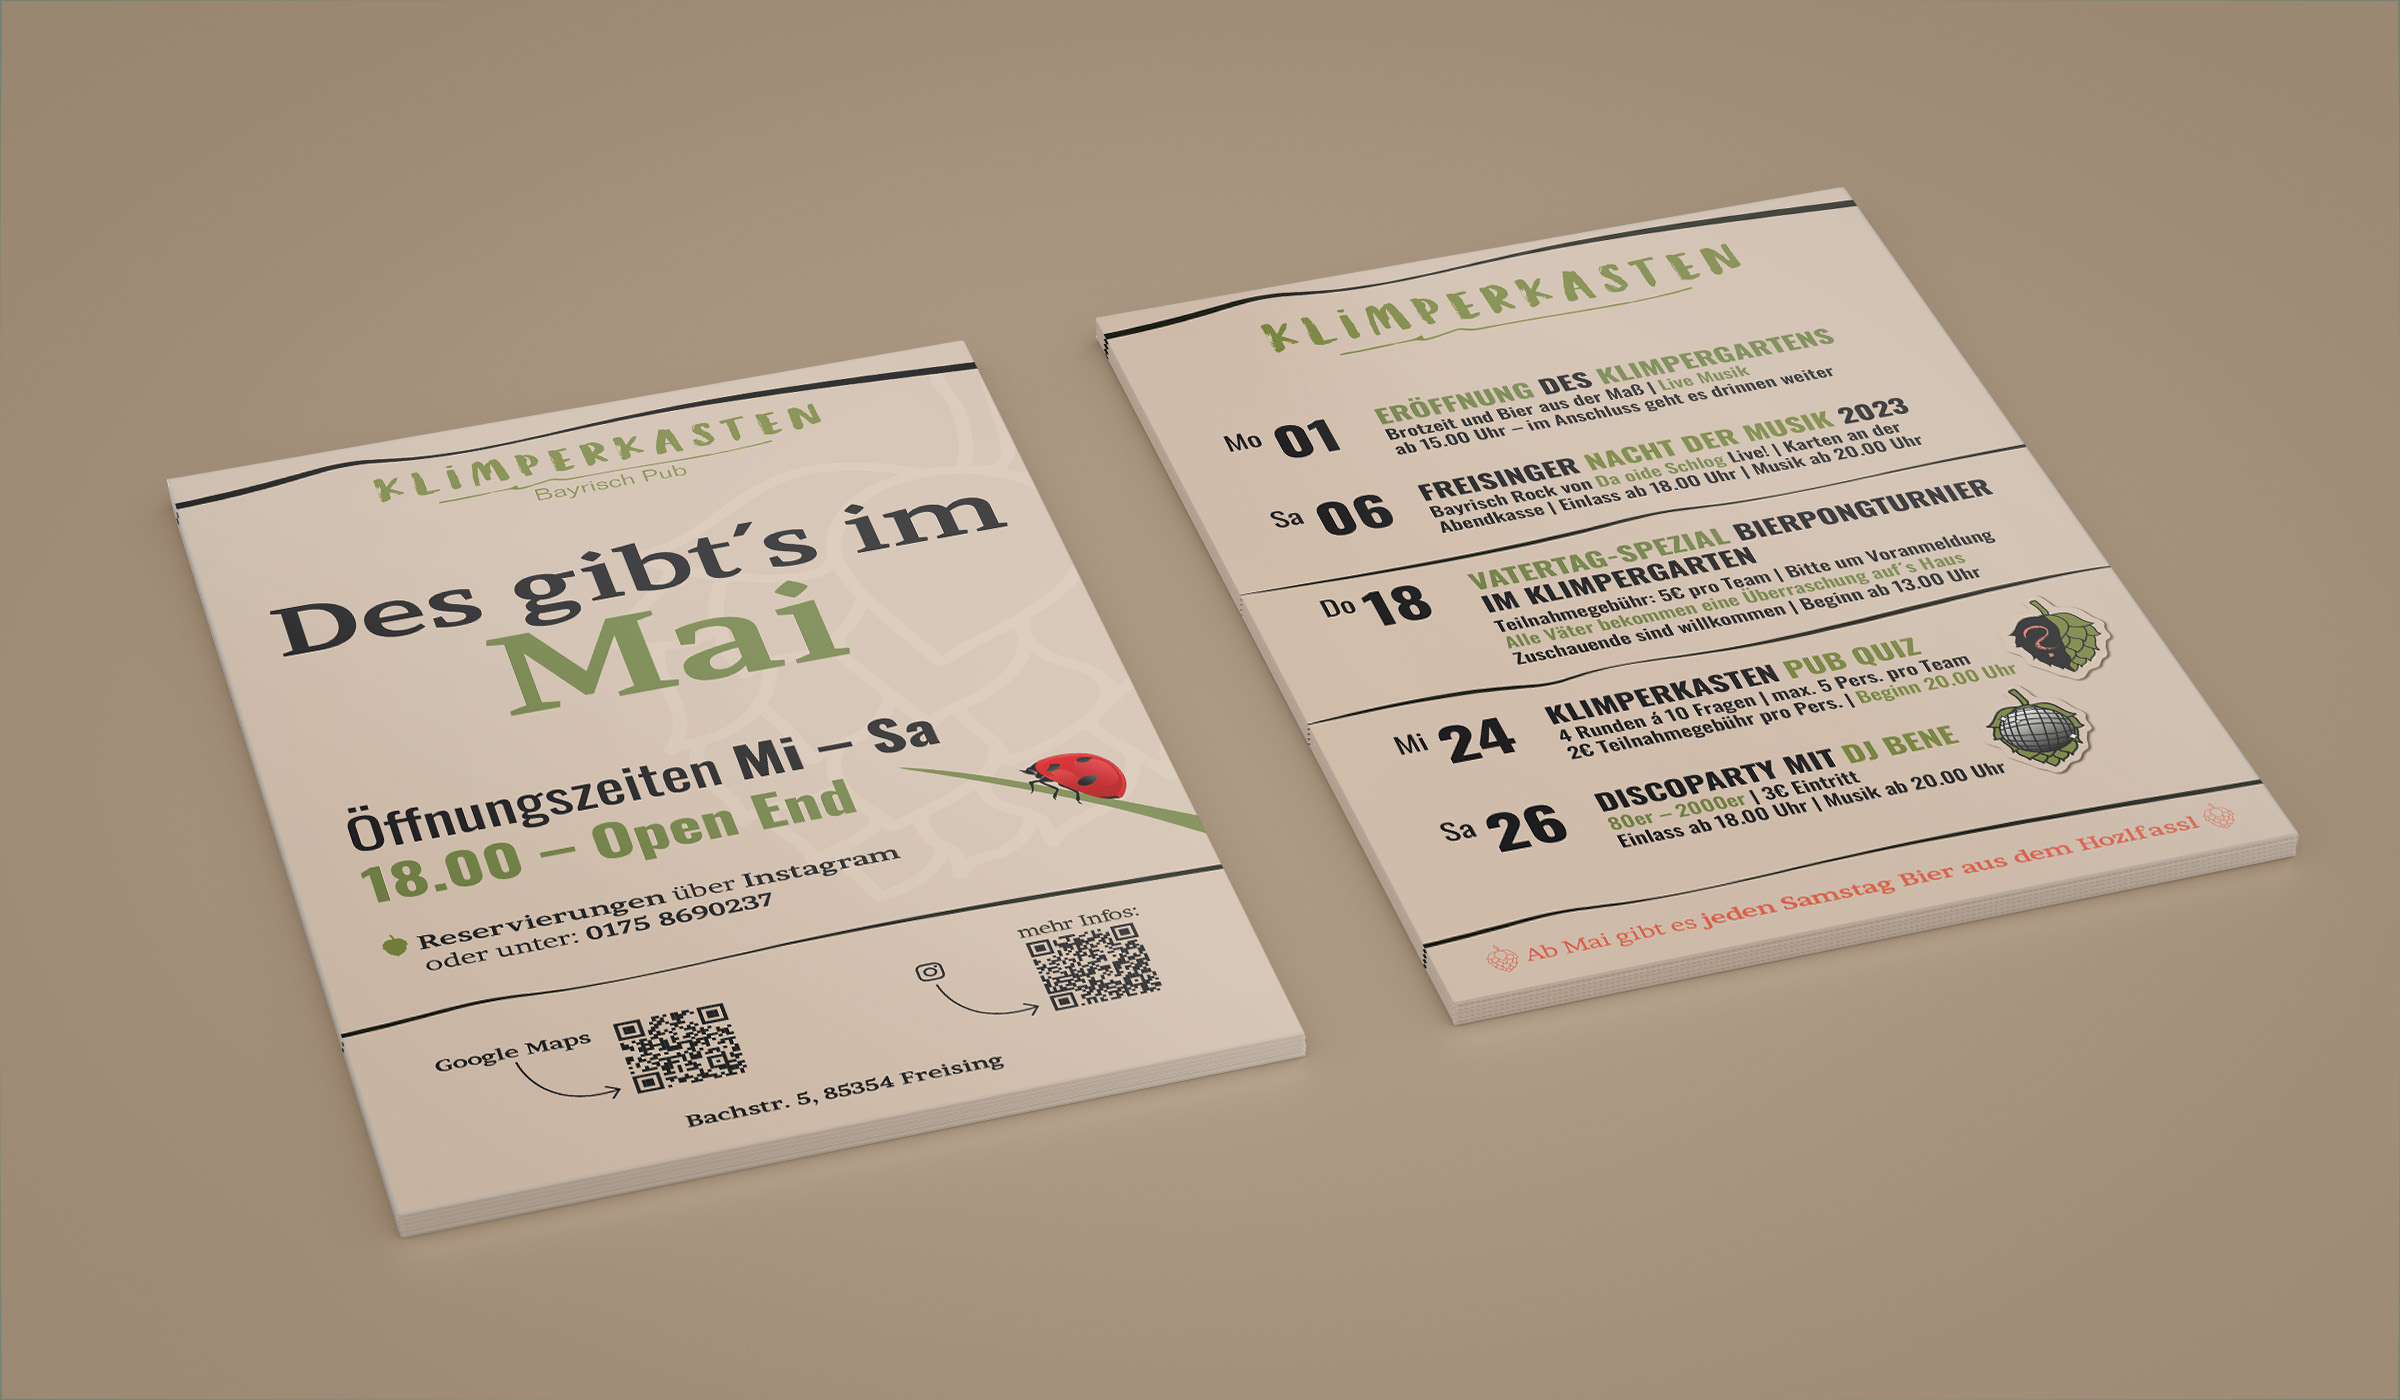 KLiMPERKASTEN
Bayrisch Pub
Des gibt´s im
Mai
Öffnungszeiten Mi – Sa
18.00 – Open End
Reservierungen über Instagram
oder unter: 0175 8690237
mehr Infos:
Google Maps
Bachstr. 5, 85354 Freising
KLiMPERKASTEN
Mo 01
ERÖFFNUNG DES KLIMPERGARTENS
Brotzeit und Bier aus der Maß | Live Musik
ab 15.00 Uhr – im Anschluss geht es drinnen weiter
Sa 06
FREISINGER NACHT DER MUSIK 2023
Bayrisch Rock von Da oide Schlog Live! | Karten an der
Abendkasse | Einlass ab 18.00 Uhr | Musik ab 20.00 Uhr
Do 18
VATERTAG-SPEZIAL BIERPONGTURNIER
IM KLIMPERGARTEN
Teilnahmegebühr: 5€ pro Team | Bitte um Voranmeldung
Alle Väter bekommen eine Überraschung auf´s Haus
Zuschauende sind willkommen | Beginn ab 13.00 Uhr
Mi 24
KLIMPERKASTEN PUB QUIZ
4 Runden á 10 Fragen | max. 5 Pers. pro Team
2€ Teilnahmegebühr pro Pers. | Beginn 20.00 Uhr
?
Sa 26
DISCOPARTY MIT DJ BENE
80er – 2000er | 3€ Eintritt
Einlass ab 18.00 Uhr | Musik ab 20.00 Uhr
Ab Mai gibt es jeden Samstag Bier aus dem Hozlfassl